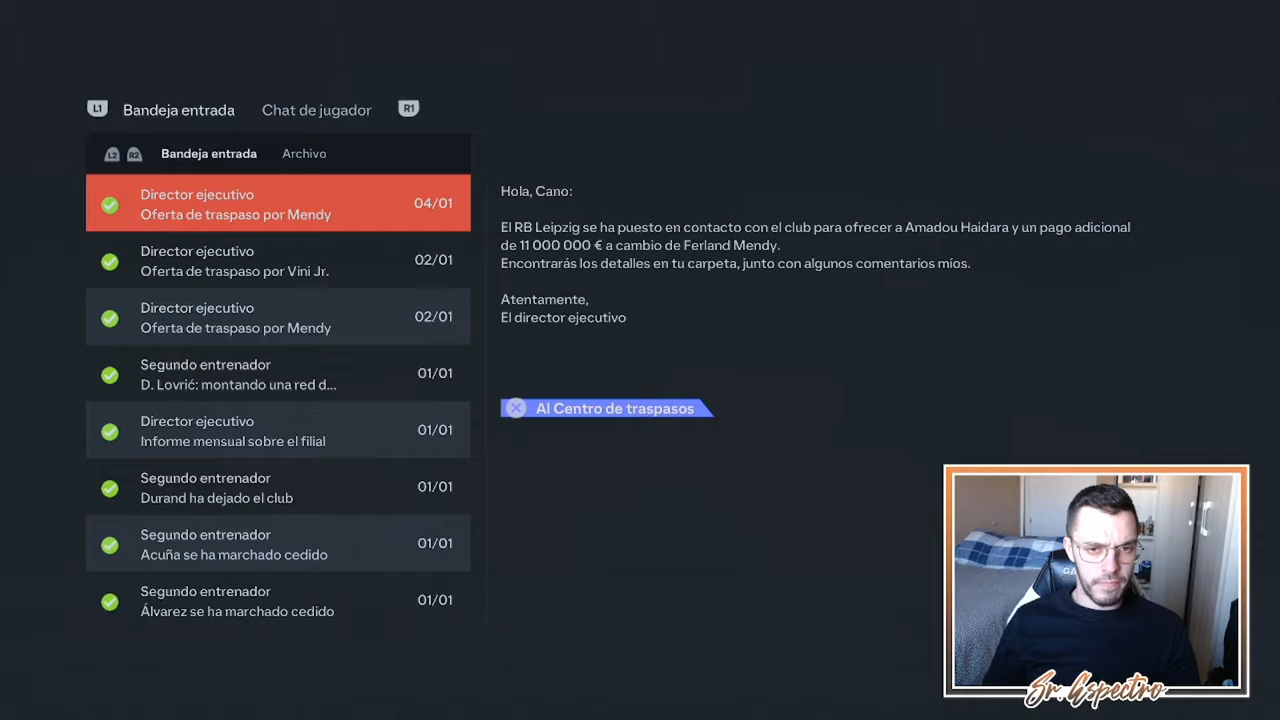 L1 Bandeja entrada Chat de jugador R1
L2 R2 Bandeja entrada Archivo
Director ejecutivo
Oferta de traspaso por Mendy
04/01
Director ejecutivo
Oferta de traspaso por Vini Jr.
02/01
Director ejecutivo
Oferta de traspaso por Mendy
02/01
Segundo entrenador
D. Lovrić: montando una red d...
01/01
Director ejecutivo
Informe mensual sobre el filial
01/01
Segundo entrenador
Durand ha dejado el club
01/01
Segundo entrenador
Acuña se ha marchado cedido
01/01
Segundo entrenador
Álvarez se ha marchado cedido
01/01
Hola, Cano:
El RB Leipzig se ha puesto en contacto con el club para ofrecer a Amadou Haidara y un pago adicional
de 11 000 000 € a cambio de Ferland Mendy.
Encontrarás los detalles en tu carpeta, junto con algunos comentarios míos.
Atentamente,
El director ejecutivo
Al Centro de traspasos
Sr. Aspectro